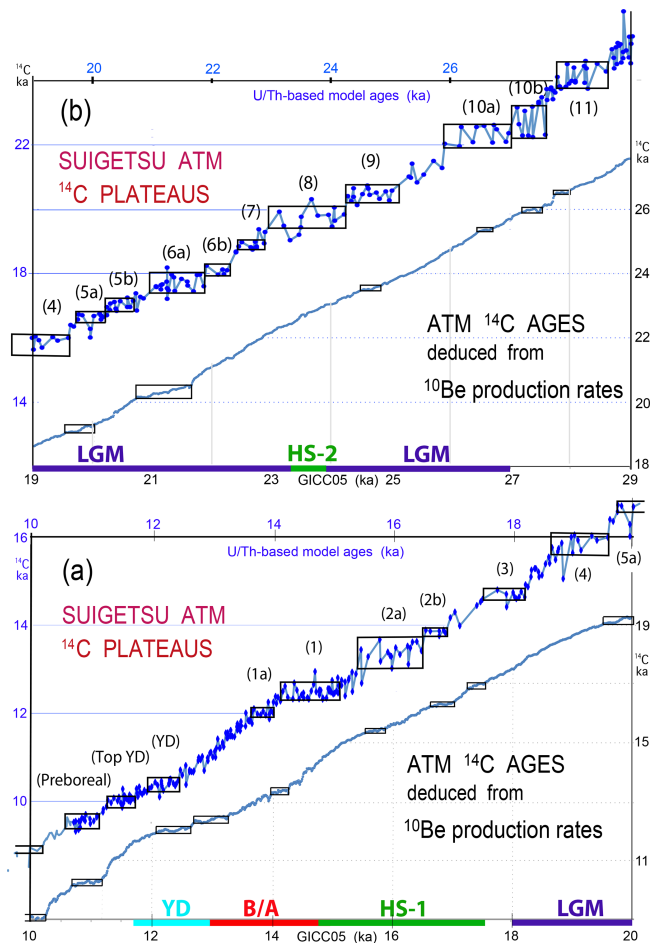 ¹⁴C
ka
20
22
24
26
U/Th-based model ages (ka)
(b)
(10a)
(10b)
(11)
22
SUIGETSU ATM
¹⁴C PLATEAUS
(9)
(8)
(7)
¹⁴C
ka
26
18
(6b)
(6a)
(5b)
(5a)
(4)
24
ATM ¹⁴C AGES
deduced from
¹⁰Be production rates
22
14
20
LGM
HS-2
LGM
18
19
21
23
GICC05 (ka)
25
27
29
10
12
14
16
18
20
16
U/Th-based model ages (ka)
¹⁴C
ka
(a)
(5a)
(4)
(3)
SUIGETSU ATM
¹⁴C PLATEAUS
14
(2b)
(2a)
(1)
(1a)
19
¹⁴C
ka
12
15
(YD)
(Top YD)
(Preboreal)
10
ATM ¹⁴C AGES
deduced from
¹⁰Be production rates
11
YD
B/A
HS-1
LGM
10
12
14
GICC05 (ka)
16
18
20